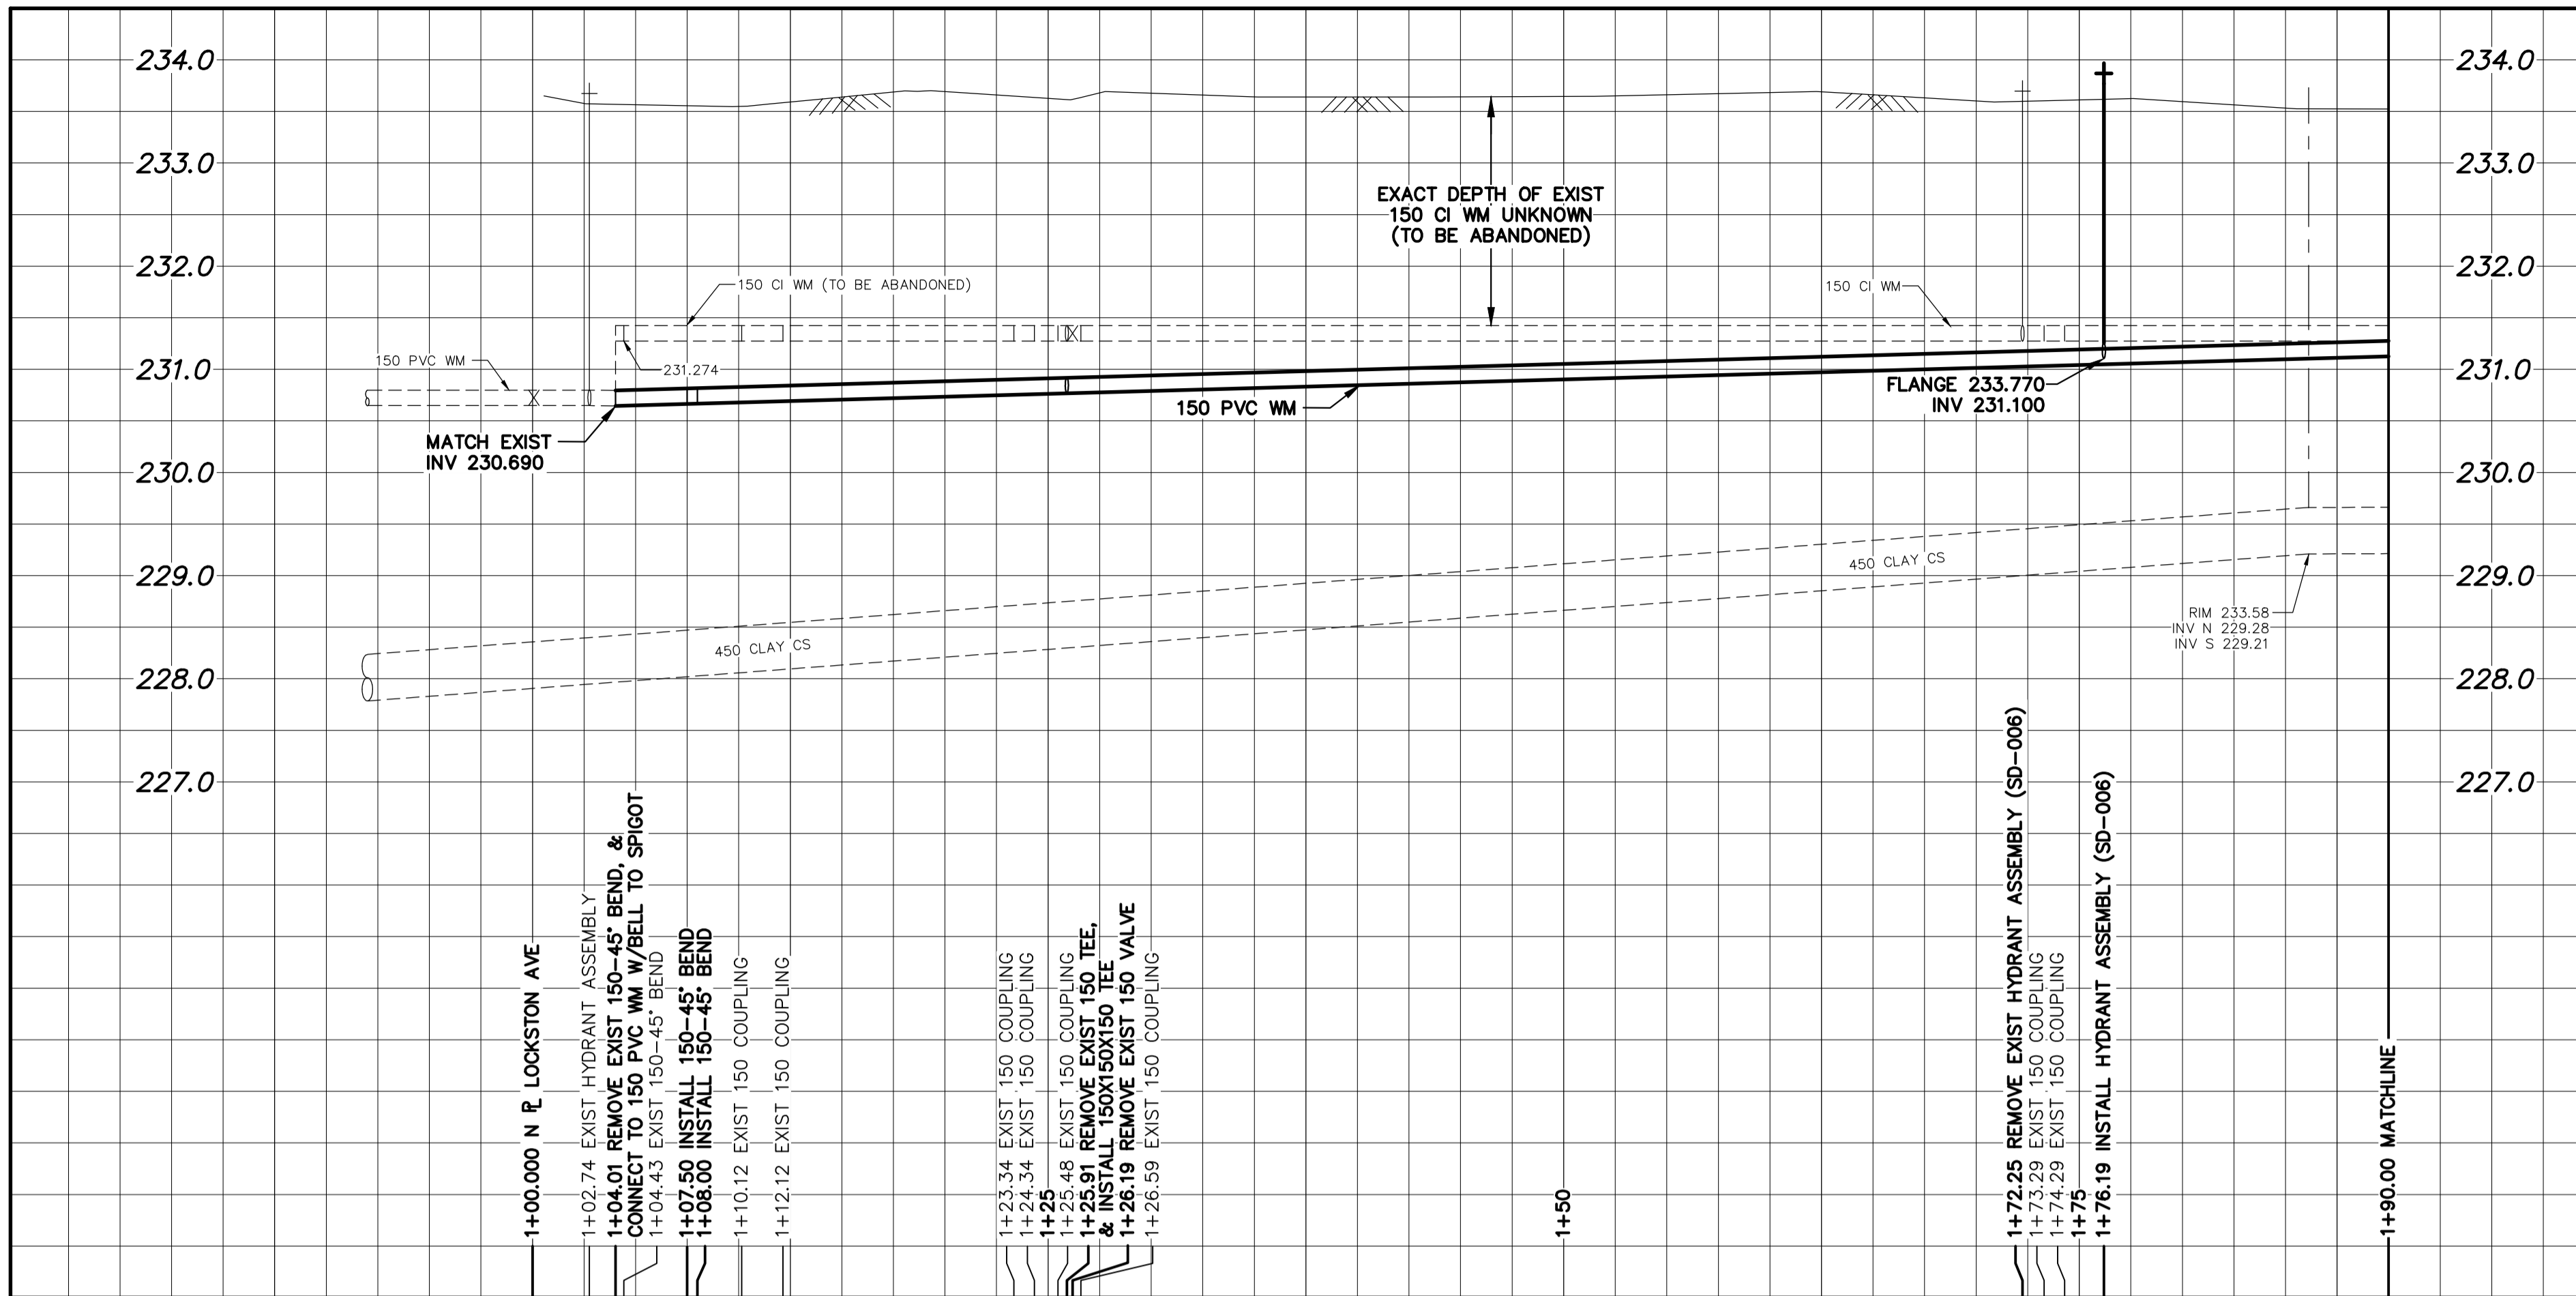 234.0
234.0
233.0
233.0
EXACT DEPTH OF EXIST
150 CI WM UNKNOWN
(TO BE ABANDONED)
232.0
232.0
150 CI WM (TO BE ABANDONED)
150 CI WM
150 PVC WM
231.0
231.274
231.0
FLANGE 233.770
INV 231.100
150 PVC WM
MATCH EXIST
INV 230.690
230.0
230.0
229.0
450 CLAY CS
229.0
RIM 233.58
INV N 229.28
INV S 229.21
450 CLAY CS
228.0
228.0
227.0
227.0
1+00.000 N PL LOCKSTON AVE
1+02.74 EXIST HYDRANT ASSEMBLY
1+04.01 REMOVE EXIST 150-45° BEND, &
CONNECT TO 150 PVC WM W/BELL TO SPIGOT
1+04.43 EXIST 150-45° BEND
1+07.50 INSTALL 150-45° BEND
1+08.00 INSTALL 150-45° BEND
1+10.12 EXIST 150 COUPLING
1+12.12 EXIST 150 COUPLING
1+23.34 EXIST 150 COUPLING
1+24.34 EXIST 150 COUPLING
1+25
1+25.48 EXIST 150 COUPLING
1+25.91 REMOVE EXIST 150 TEE,
& INSTALL 150X150X150 TEE
1+26.19 REMOVE EXIST 150 VALVE
1+26.59 EXIST 150 COUPLING
1+50
1+72.25 REMOVE EXIST HYDRANT ASSEMBLY (SD-006)
1+73.29 EXIST 150 COUPLING
1+74.29 EXIST 150 COUPLING
1+75
1+76.19 INSTALL HYDRANT ASSEMBLY (SD-006)
1+90.00 MATCHLINE